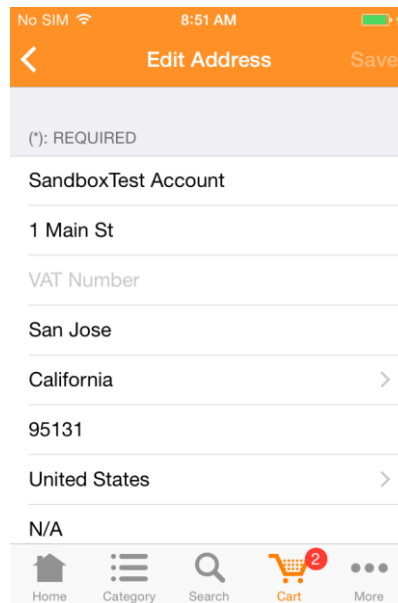 No SIM 8:51 AM
Edit Address Save
(*): REQUIRED
SandboxTest Account
1 Main St
VAT Number
San Jose
California
95131
United States
N/A
2
Home Category Search Cart More